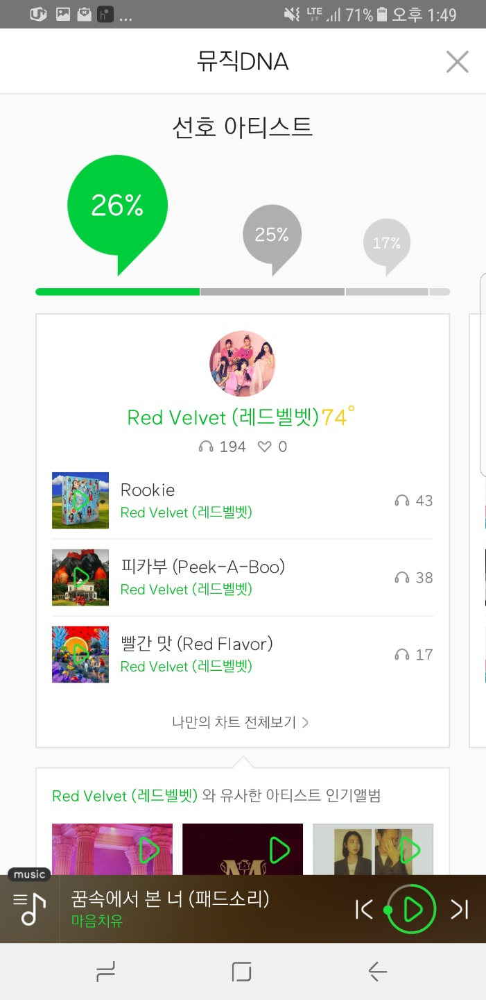 LTE 71% 오후 1:49
뮤직DNA
선호 아티스트
26%
25%
17%
Red Velvet (레드벨벳) 74°
194 0
Rookie
Red Velvet (레드벨벳)
43
피카부 (Peek-A-Boo)
Red Velvet (레드벨벳)
38
빨간 맛 (Red Flavor)
Red Velvet (레드벨벳)
17
나만의 차트 전체보기 >
Red Velvet (레드벨벳) 와 유사한 아티스트 인기앨범
music
꿈속에서 본 너 (패드소리)
마음치유